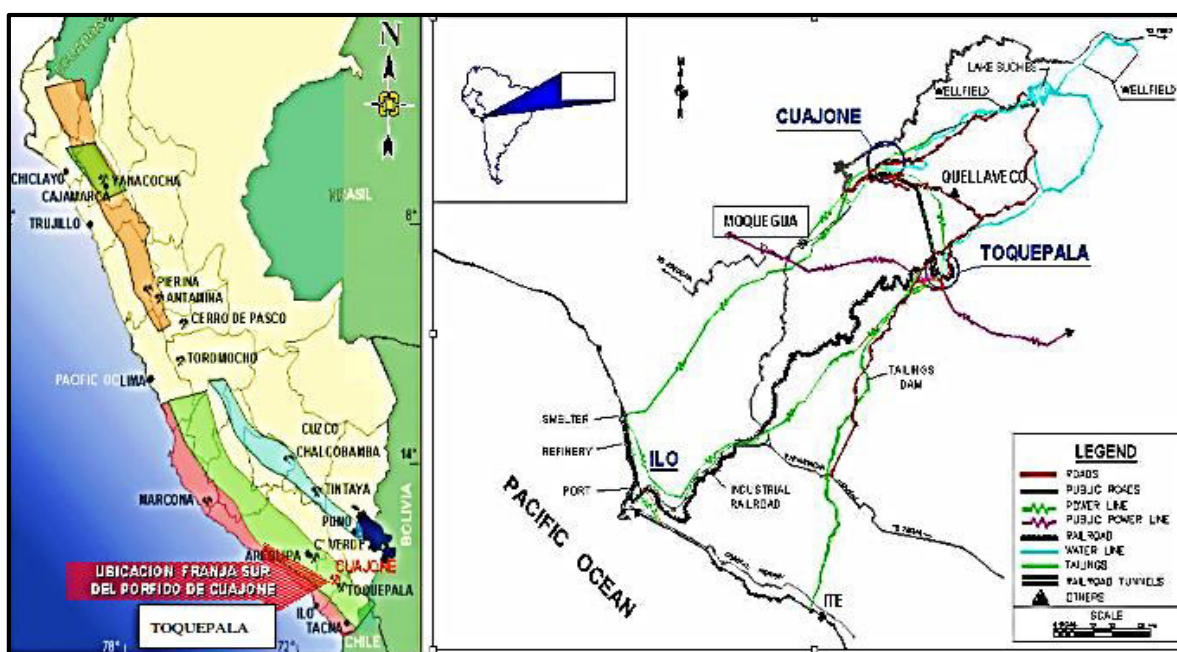 ECUADOR
N
BRASIL
CHICLAYO
YANACOCHA
CAJAMARCA
TRUJILLO
8°
PIERINA
ANTAMINA
CERRO DE PASCO
TOROMOCHO
LIMA
CUZCO
CHALCOBAMBA
14°
TINTAYA
MARCONA
PUNO
BOLIVIA
AREQUIPA
C° VERDE
CUAJONE
UBICACION FRANJA SUR
DEL PORFIDO DE CUAJONE
TOQUEPALA
ILO
TACNA
TOQUEPALA
CHILE
78°
72°
LAKE SUCHES
WELLFIELD
WELLFIELD
CUAJONE
QUELLAVECO
MOQUEGUA
TOQUEPALA
TAILINGS
DAM
SMELTER
REFINERY
ILO
PORT
INDUSTRIAL
RAILROAD
PACIFIC OCEAN
ITE
LEGEND
ROADS
PUBLIC ROADS
POWER LINE
PUBLIC POWER LINE
RAILROAD
WATER LINE
TAILINGS
RAILROAD TUNNELS
OTHERS
SCALE